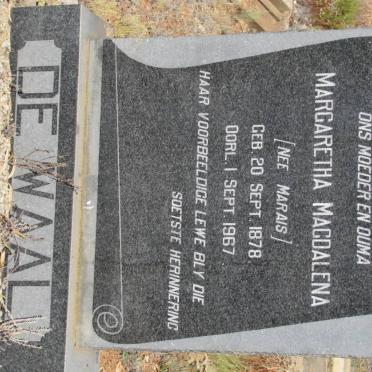 ONS MOEDER EN OUMA
MARGARETHA MAGDALENA
[NEE MARAIS]
GEB. 20 SEPT. 1878
OORL. 1 SEPT. 1967
HAAR VOORBEELDIGE LEWE BLY DIE
SOETSTE HERINNERING
DE WAAL